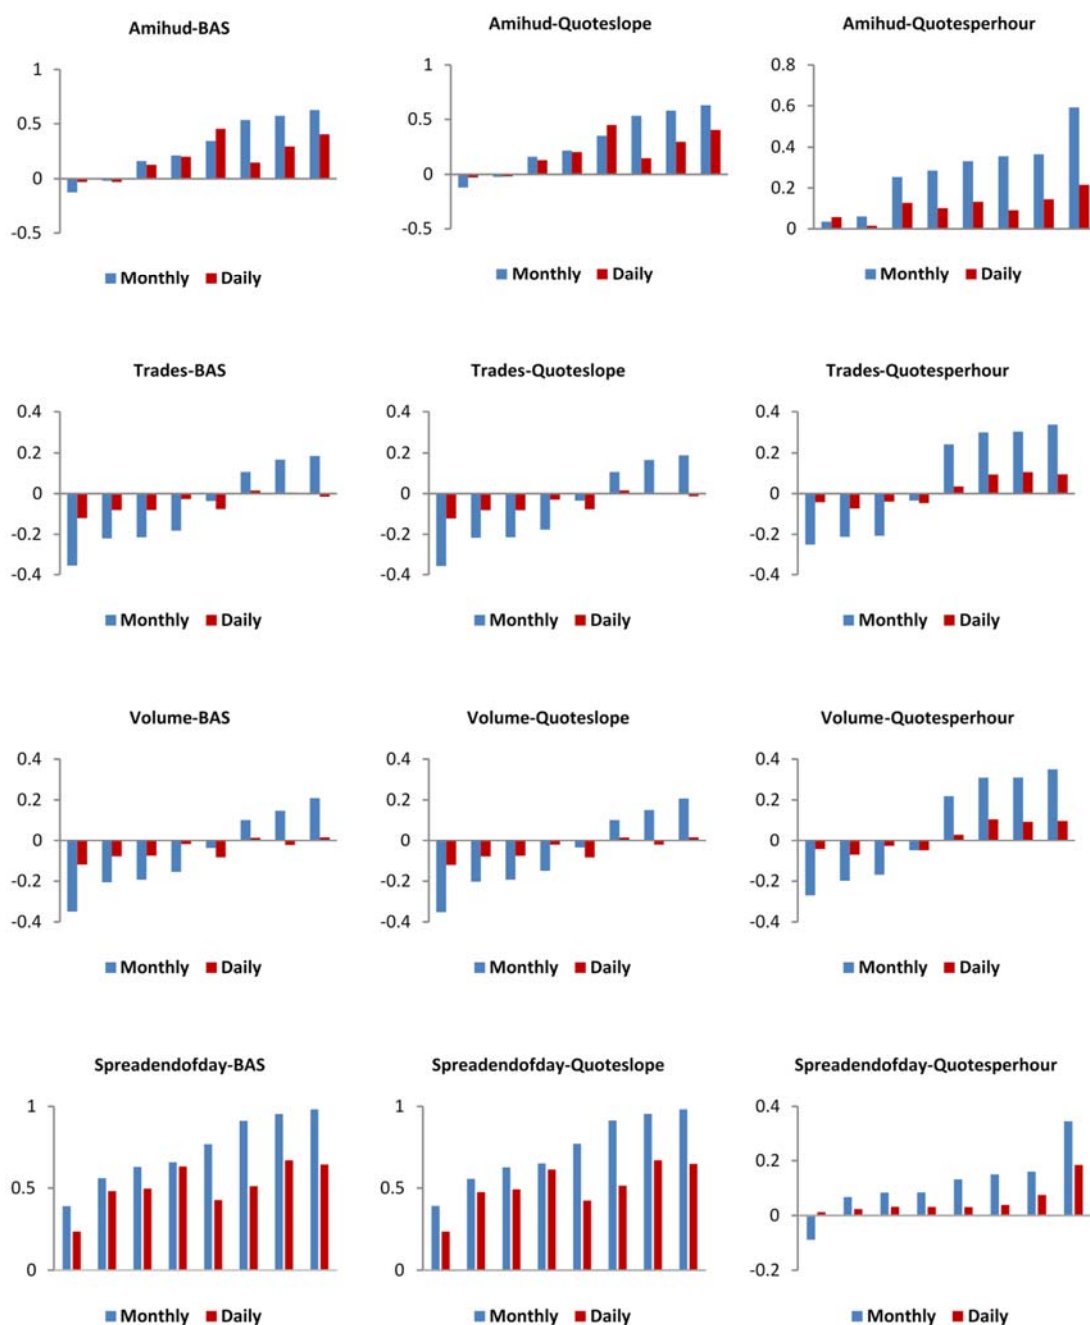 Amihud-BAS
1
0.5
0
-0.5
Monthly Daily
Amihud-Quoteslope
1
0.5
0
-0.5
Monthly Daily
Amihud-Quotesperhour
0.8
0.6
0.4
0.2
0
Monthly Daily
Trades-BAS
0.4
0.2
0
-0.2
-0.4
Monthly Daily
Trades-Quoteslope
0.4
0.2
0
-0.2
-0.4
Monthly Daily
Trades-Quotesperhour
0.4
0.2
0
-0.2
-0.4
Monthly Daily
Volume-BAS
0.4
0.2
0
-0.2
-0.4
Monthly Daily
Volume-Quoteslope
0.4
0.2
0
-0.2
-0.4
Monthly Daily
Volume-Quotesperhour
0.4
0.2
0
-0.2
-0.4
Monthly Daily
Spreadendofday-BAS
1
0.5
0
Monthly Daily
Spreadendofday-Quoteslope
1
0.5
0
Monthly Daily
Spreadendofday-Quotesperhour
0.4
0.2
0
-0.2
Monthly Daily